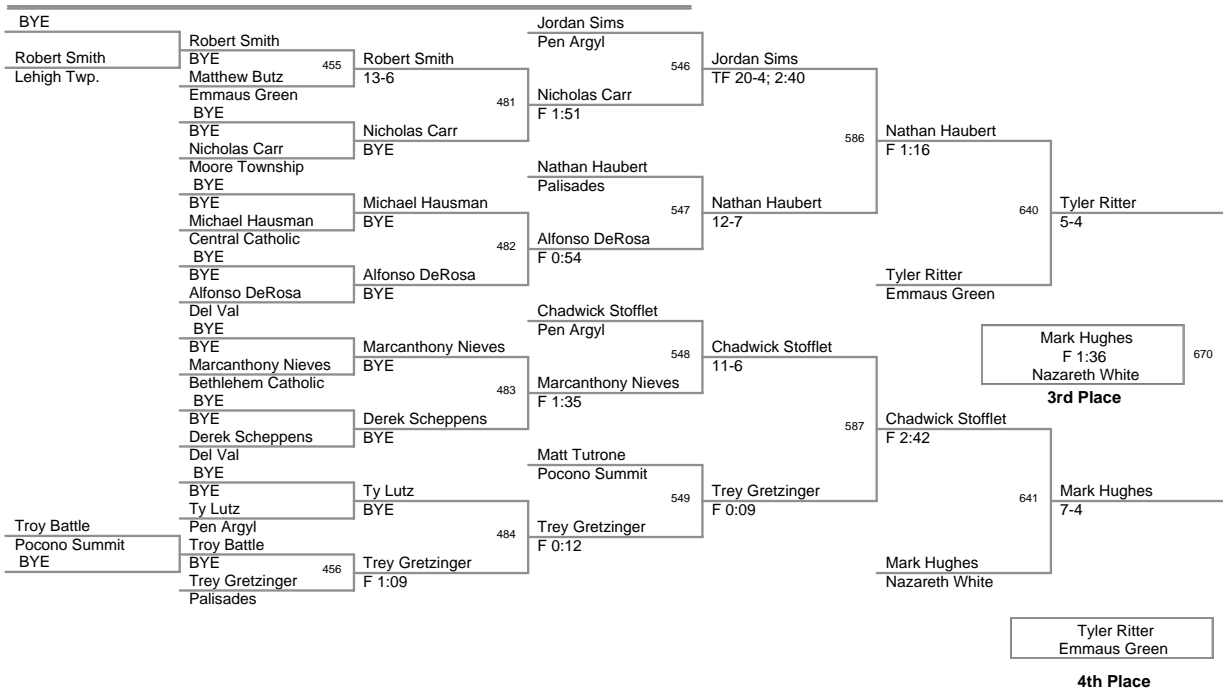 BYE
Robert Smith
Lehigh Twp.
Robert Smith
BYE
455
Matthew Butz
Emmaus Green
BYE
BYE
Nicholas Carr
Moore Township
BYE
BYE
Michael Hausman
Central Catholic
BYE
BYE
Alfonso DeRosa
Del Val
BYE
BYE
Marcanthony Nieves
Bethlehem Catholic
BYE
BYE
Derek Scheppens
Del Val
BYE
BYE
Ty Lutz
Pen Argyl
Troy Battle
Pocono Summit
BYE
Troy Battle
BYE
456
Trey Gretzinger
Palisades
Robert Smith
13-6
481
Nicholas Carr
BYE
Michael Hausman
BYE
482
Alfonso DeRosa
BYE
Marcanthony Nieves
BYE
483
Derek Scheppens
BYE
Ty Lutz
BYE
484
Trey Gretzinger
F 1:09
Jordan Sims
Pen Argyl
546
Nicholas Carr
F 1:51
Nathan Haubert
Palisades
547
Alfonso DeRosa
F 0:54
Chadwick Stofflet
Pen Argyl
548
Marcanthony Nieves
F 1:35
Matt Tutrone
Pocono Summit
549
Trey Gretzinger
F 0:12
Jordan Sims
TF 20-4; 2:40
586
Nathan Haubert
12-7
Chadwick Stofflet
11-6
587
Trey Gretzinger
F 0:09
Nathan Haubert
F 1:16
640
Tyler Ritter
Emmaus Green
Chadwick Stofflet
F 2:42
641
Mark Hughes
Nazareth White
Tyler Ritter
5-4
Mark Hughes
F 1:36
Nazareth White
670
3rd Place
Mark Hughes
7-4
Tyler Ritter
Emmaus Green
4th Place